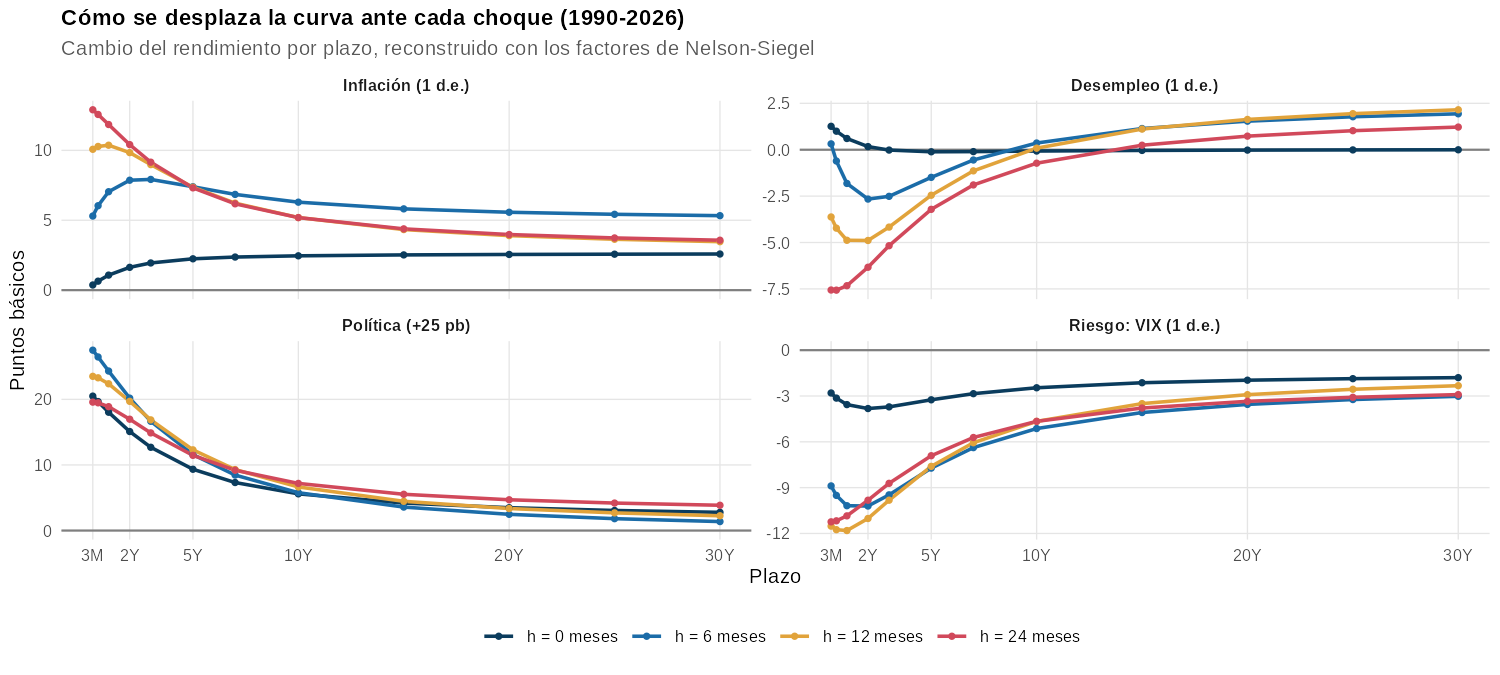 Cómo se desplaza la curva ante cada choque (1990-2026)
Cambio del rendimiento por plazo, reconstruido con los factores de Nelson-Siegel
Puntos básicos
Inflación (1 d.e.)
10
5
0
Desempleo (1 d.e.)
2.5
0.0
-2.5
-5.0
-7.5
Política (+25 pb)
20
10
0
3M 2Y 5Y 10Y 20Y 30Y
Riesgo: VIX (1 d.e.)
0
-3
-6
-9
-12
3M 2Y 5Y 10Y 20Y 30Y
Plazo
h = 0 meses h = 6 meses h = 12 meses h = 24 meses